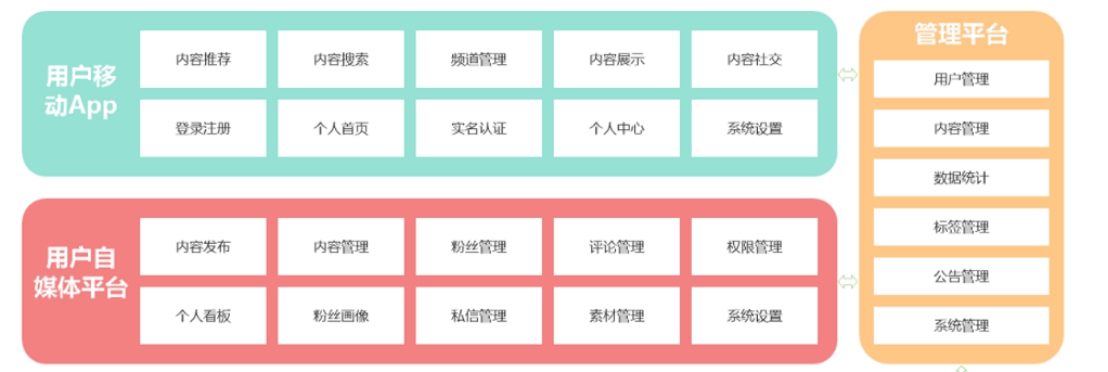 用户移
动App
内容推荐
内容搜索
频道管理
内容展示
内容社交
登录注册
个人首页
实名认证
个人中心
系统设置
用户自
媒体平台
内容发布
内容管理
粉丝管理
评论管理
权限管理
个人看板
粉丝画像
私信管理
素材管理
系统设置
管理平台
用户管理
内容管理
数据统计
标签管理
公告管理
系统管理